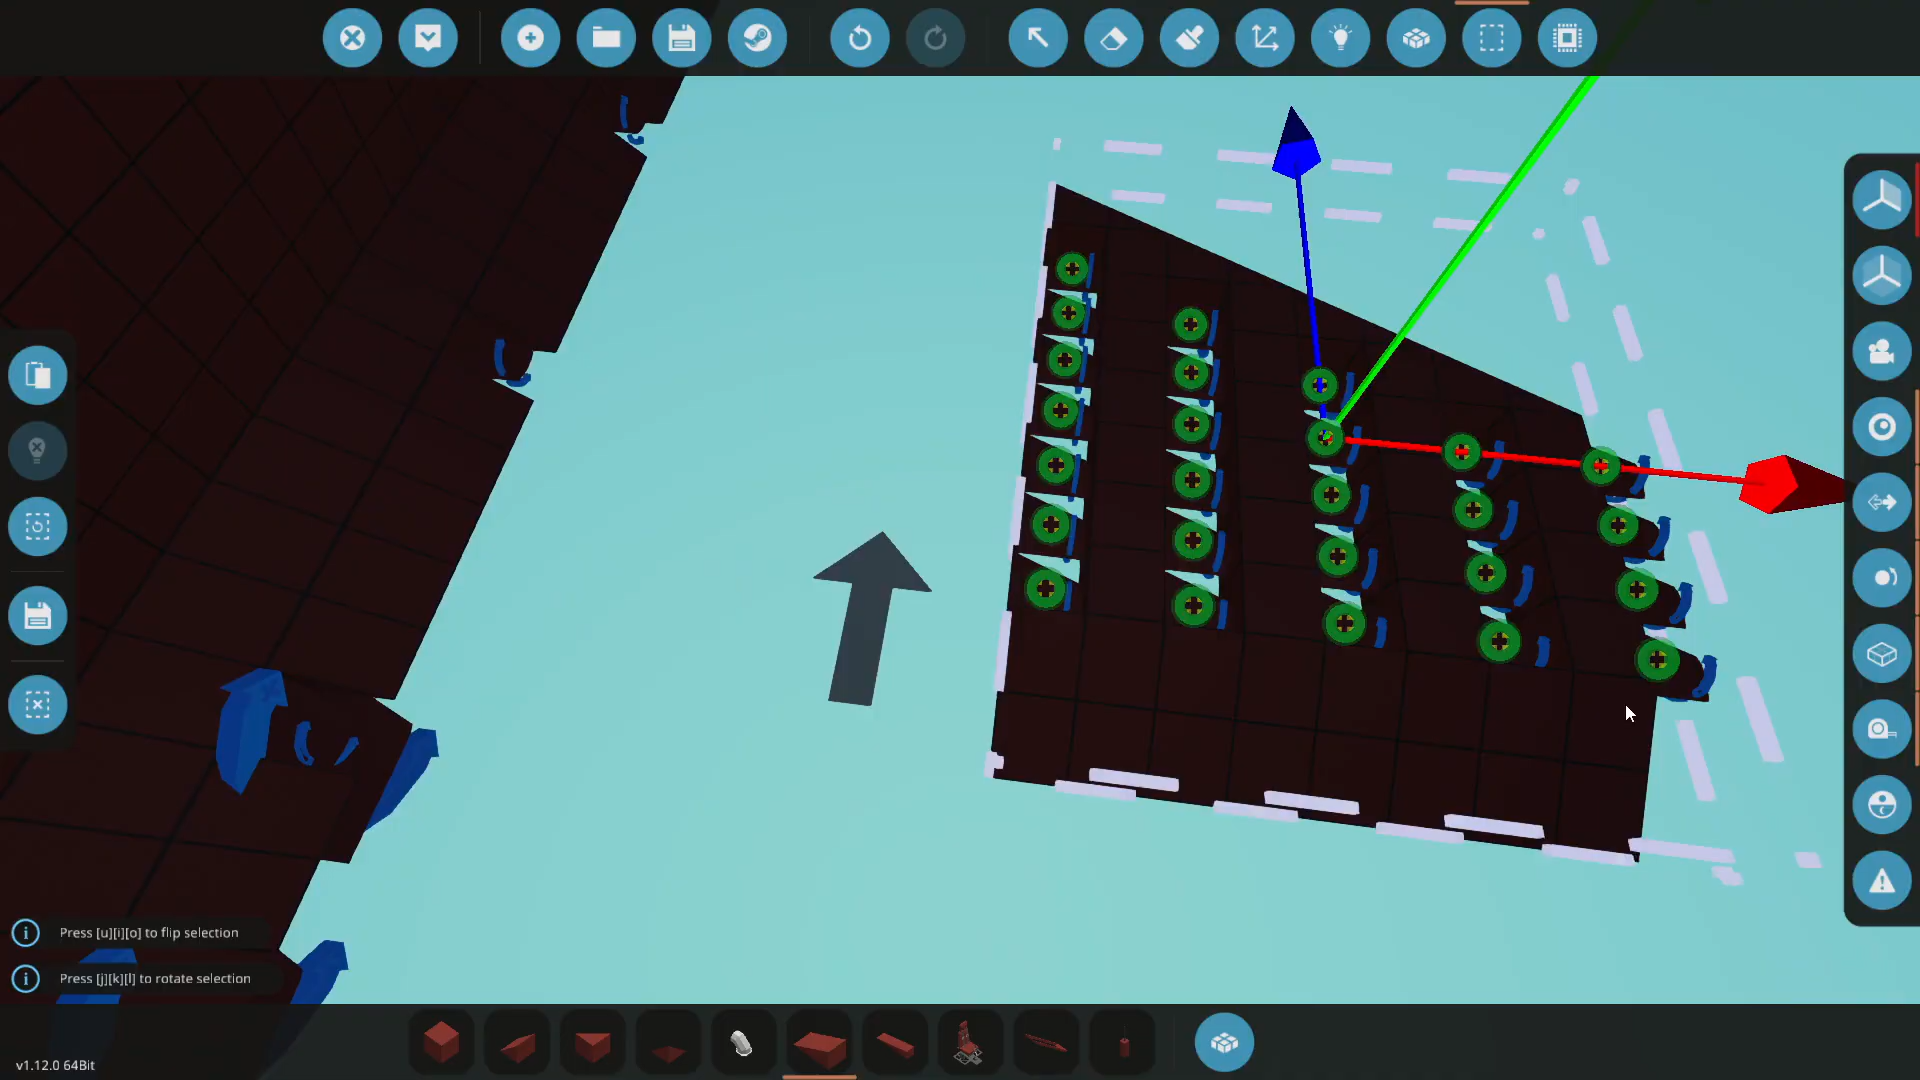 Press [u][i][o] to flip selection
Press [j][k][l] to rotate selection
v1.12.0 64Bit